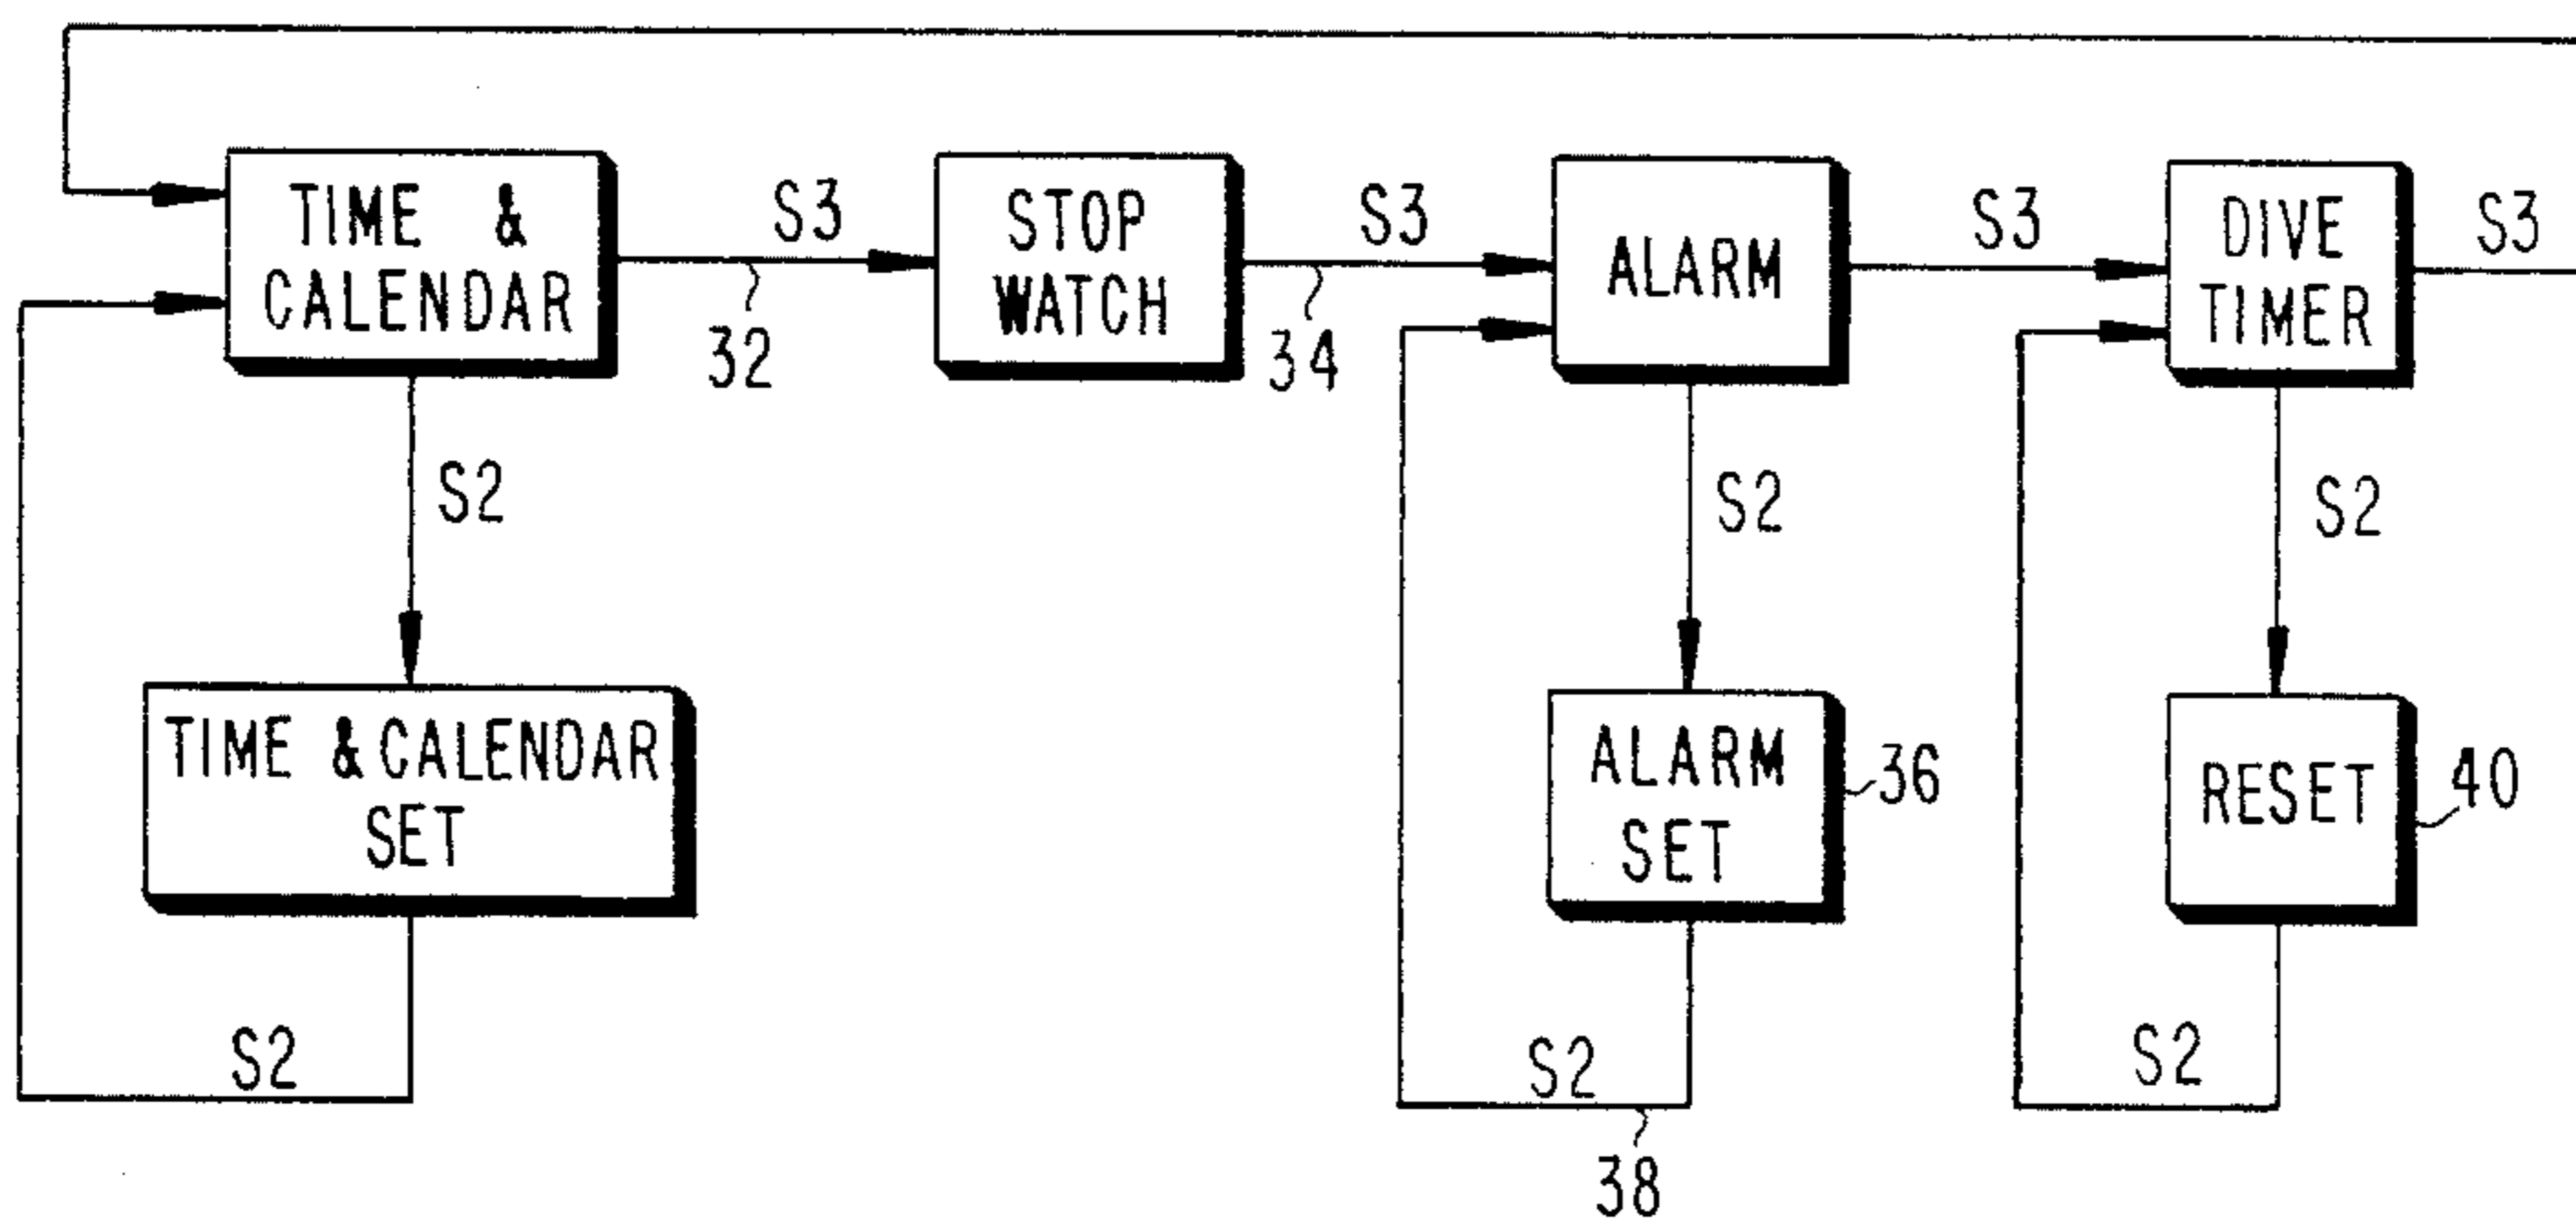 TIME &
CALENDAR
S3
32
STOP
WATCH
S3
34
ALARM
S3
DIVE
TIMER
S3
S2
S2
S2
TIME & CALENDAR
SET
ALARM
SET
36
RESET
40
S2
S2
38
S2